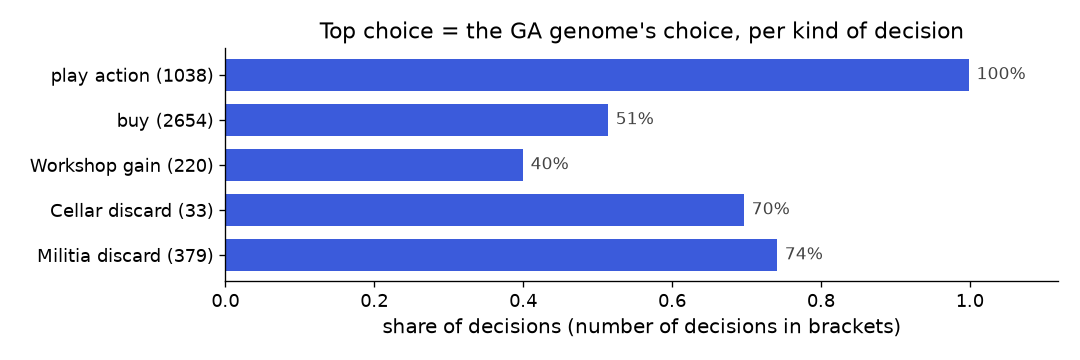 Top choice = the GA genome's choice, per kind of decision
play action (1038) 100%
buy (2654) 51%
Workshop gain (220) 40%
Cellar discard (33) 70%
Militia discard (379) 74%
0.0 0.2 0.4 0.6 0.8 1.0
share of decisions (number of decisions in brackets)